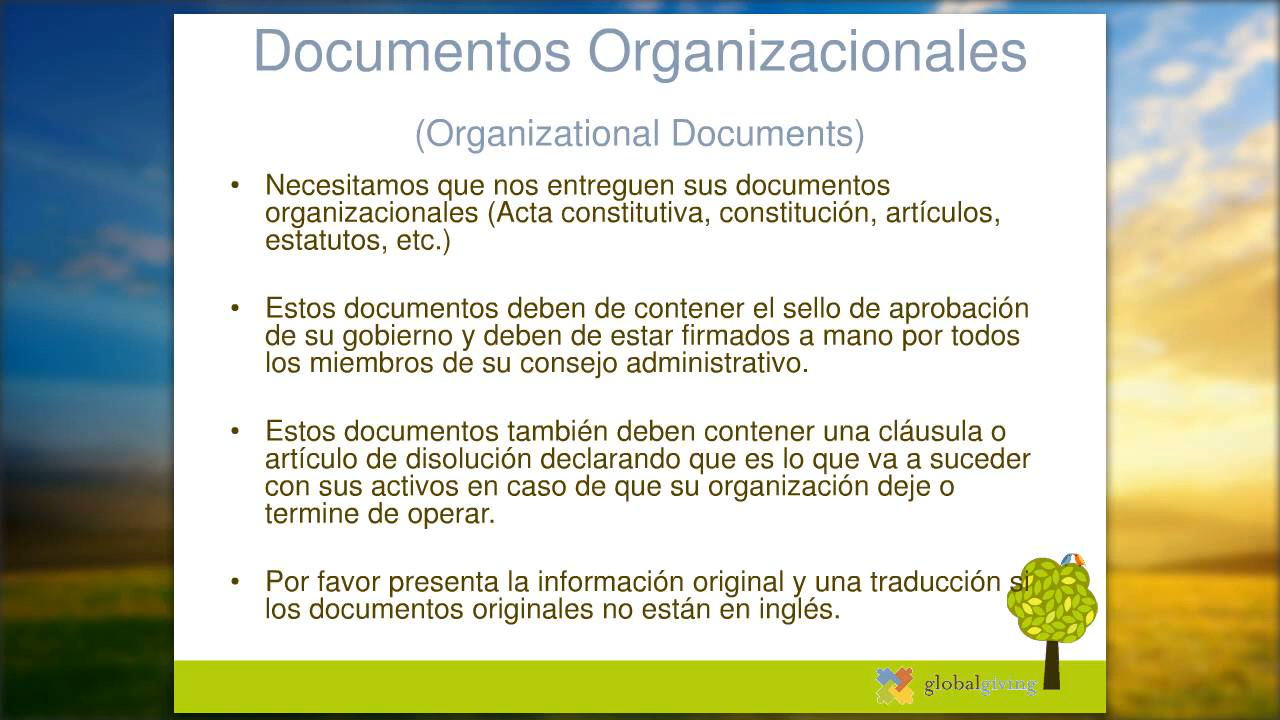 Documentos Organizacionales
(Organizational Documents)
• Necesitamos que nos entreguen sus documentos
organizacionales (Acta constitutiva, constitución, artículos,
estatutos, etc.)
• Estos documentos deben de contener el sello de aprobación
de su gobierno y deben de estar firmados a mano por todos
los miembros de su consejo administrativo.
• Estos documentos también deben contener una cláusula o
artículo de disolución declarando que es lo que va a suceder
con sus activos en caso de que su organización deje o
termine de operar.
• Por favor presenta la información original y una traducción si
los documentos originales no están en inglés.
globalgiving